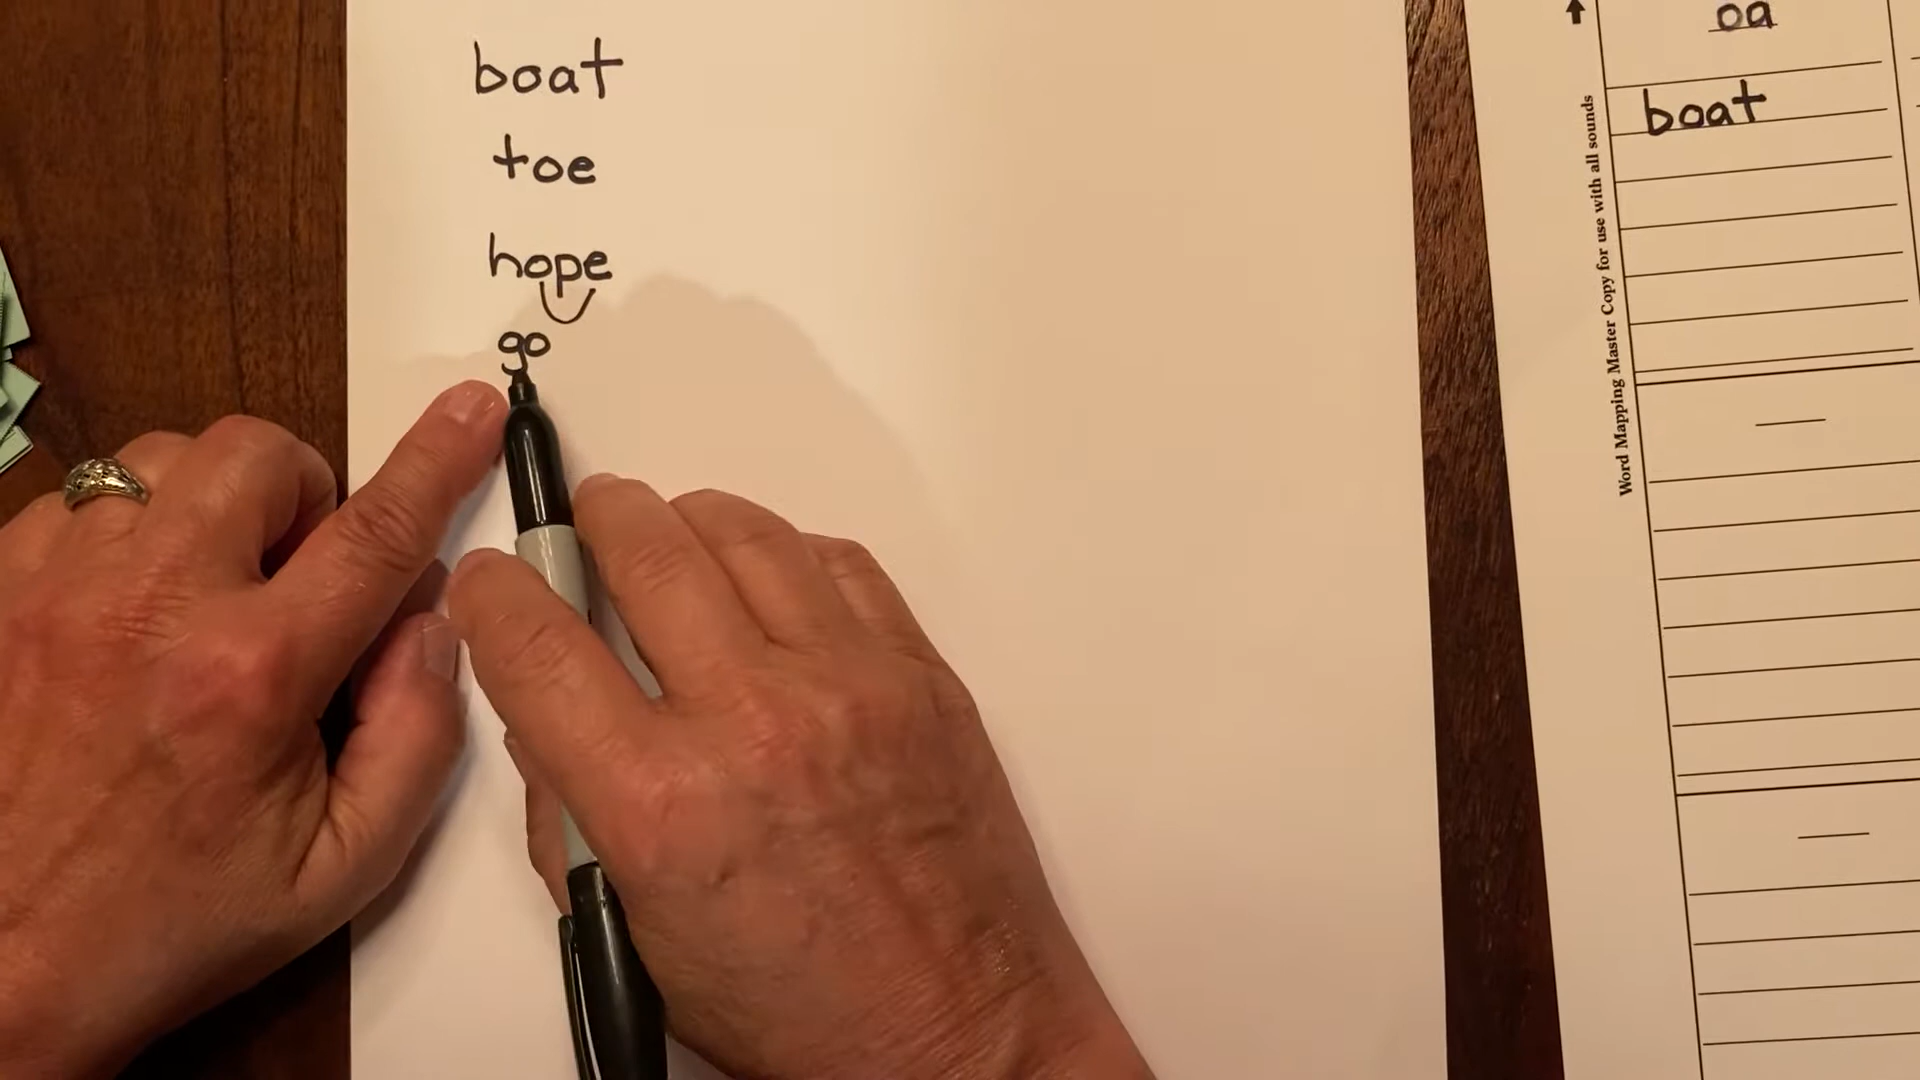 boat
toe
hope
go
oa
boat
Word Mapping Master Copy for use with all sounds